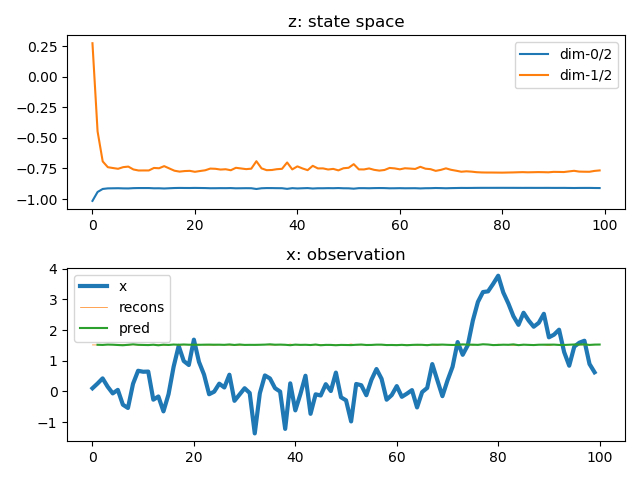 z: state space
0.25
0.00
−0.25
−0.50
−0.75
−1.00
dim-0/2
dim-1/2
0 20 40 60 80 100
x: observation
4
3
2
1
0
−1
x
recons
pred
0 20 40 60 80 100